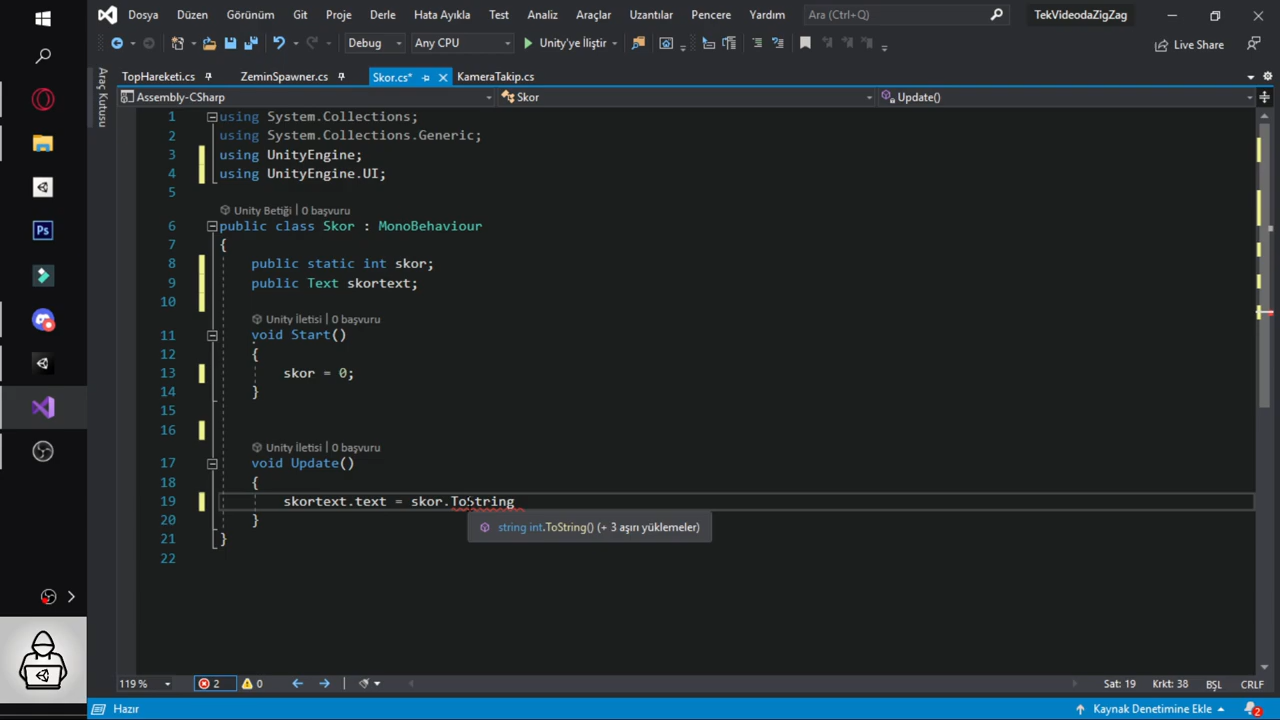 Dosya Düzen Görünüm Git Proje Derle Hata Ayıkla Test Analiz Araçlar Uzantılar Pencere Yardım Ara (Ctrl+Q) TekVideodaZigZag
Debug Any CPU Unity'ye İliştir Live Share
Araç Kutusu
TopHareketi.cs ZeminSpawner.cs Skor.cs* KameraTakip.cs
Assembly-CSharp Skor Update()
1 using System.Collections;
2 using System.Collections.Generic;
3 using UnityEngine;
4 using UnityEngine.UI;
5
Unity Betiği | 0 başvuru
6 public class Skor : MonoBehaviour
7 {
8 public static int skor;
9 public Text skortext;
10
Unity İletisi | 0 başvuru
11 void Start()
12 {
13 skor = 0;
14 }
15
16
Unity İletisi | 0 başvuru
17 void Update()
18 {
19 skortext.text = skor.ToString
20 }
string int.ToString() (+ 3 aşırı yüklemeler)
21 }
22
Ps
119 % 2 0 Sat: 19 Krkt: 38 BŞL CRLF
Hazır Kaynak Denetimine Ekle 2